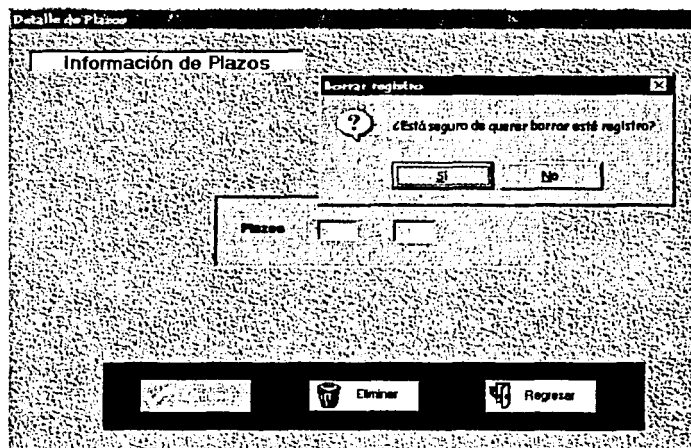 Detalle de Plazos
Información de Plazos
Borrar registro
¿Está seguro de querer borrar esté registro?
Sí
No
Plazos
Eliminar
Regresar